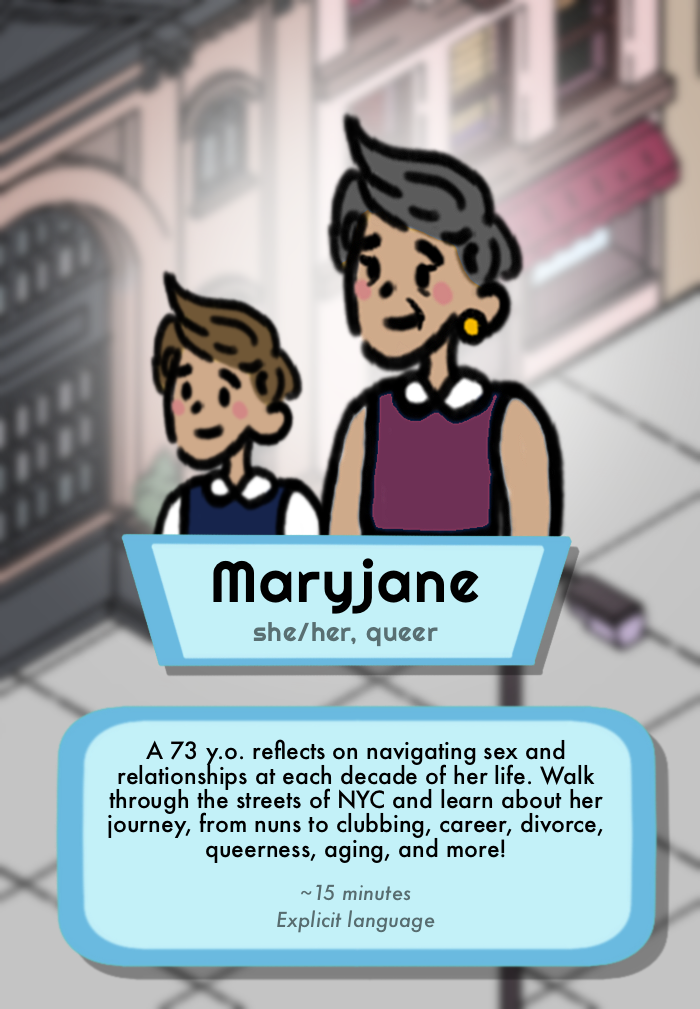 Maryjane
she/her, queer
A 73 y.o. reflects on navigating sex and
relationships at each decade of her life. Walk
through the streets of NYC and learn about her
journey, from nuns to clubbing, career, divorce,
queerness, aging, and more!
~15 minutes
Explicit language